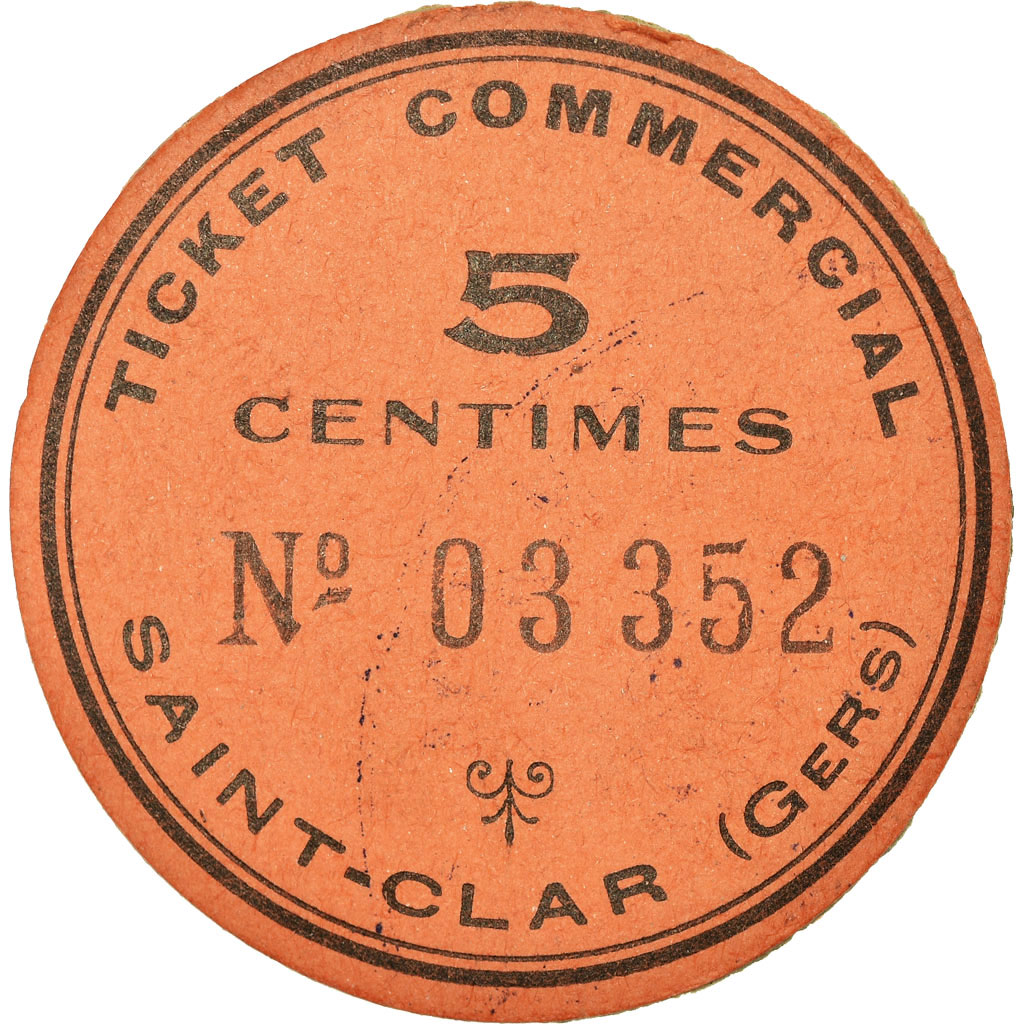 TICKET COMMERCIAL
5
CENTIMES
Nº 03352
SAINT-CLAR (GERS)